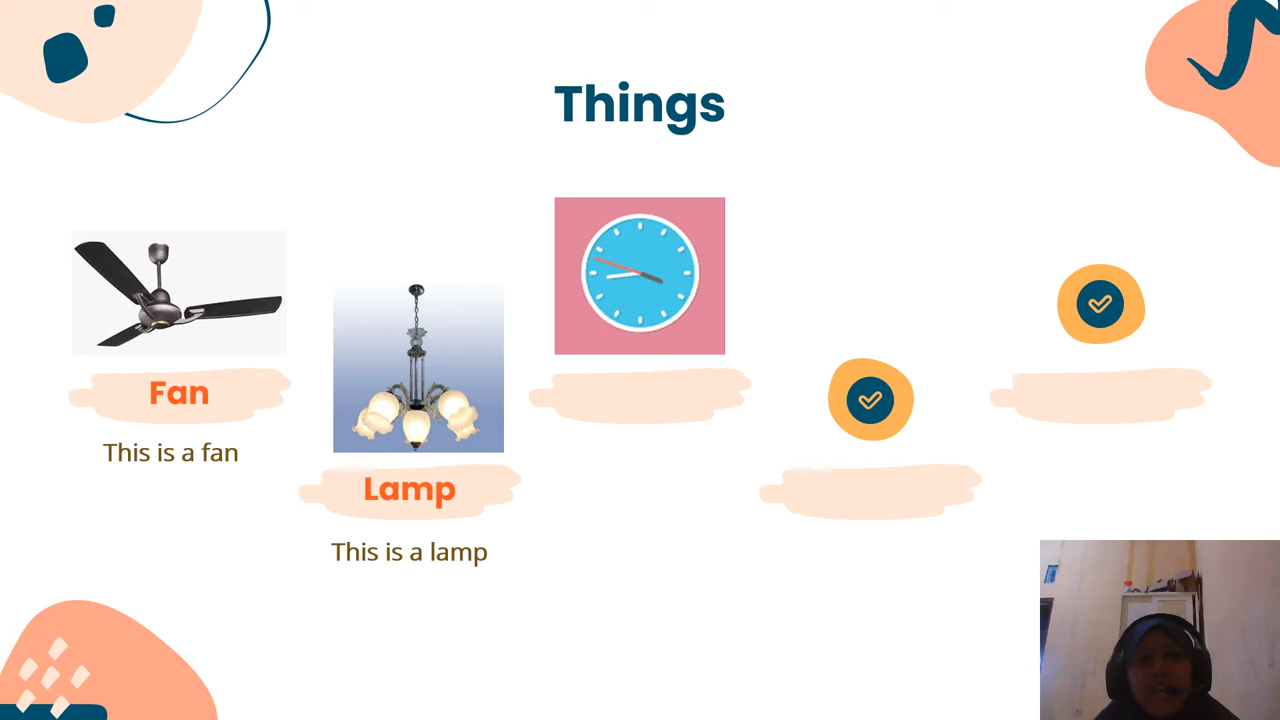 Things
Fan
This is a fan
Lamp
This is a lamp